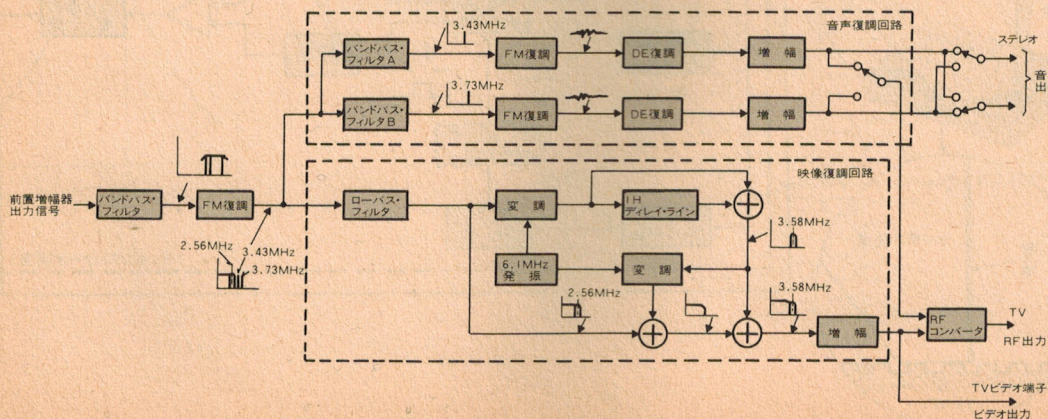 音声復調回路
3.43MHz
バンドパス・
フィルタA
FM復調
DE復調
増幅
ステレオ
音
出
3.73MHz
バンドパス・
フィルタB
FM復調
DE復調
増幅
映像復調回路
前置増幅器
出力信号
バンドパス・
フィルタ
FM復調
2.56MHz
3.43MHz
3.73MHz
ローパス・
フィルタ
変調
1H
ディレイ・ライン
3.58MHz
6.1MHz
発振
変調
2.56MHz
3.58MHz
増幅
RF
コンバータ
TV
RF出力
TVビデオ端子
ビデオ出力